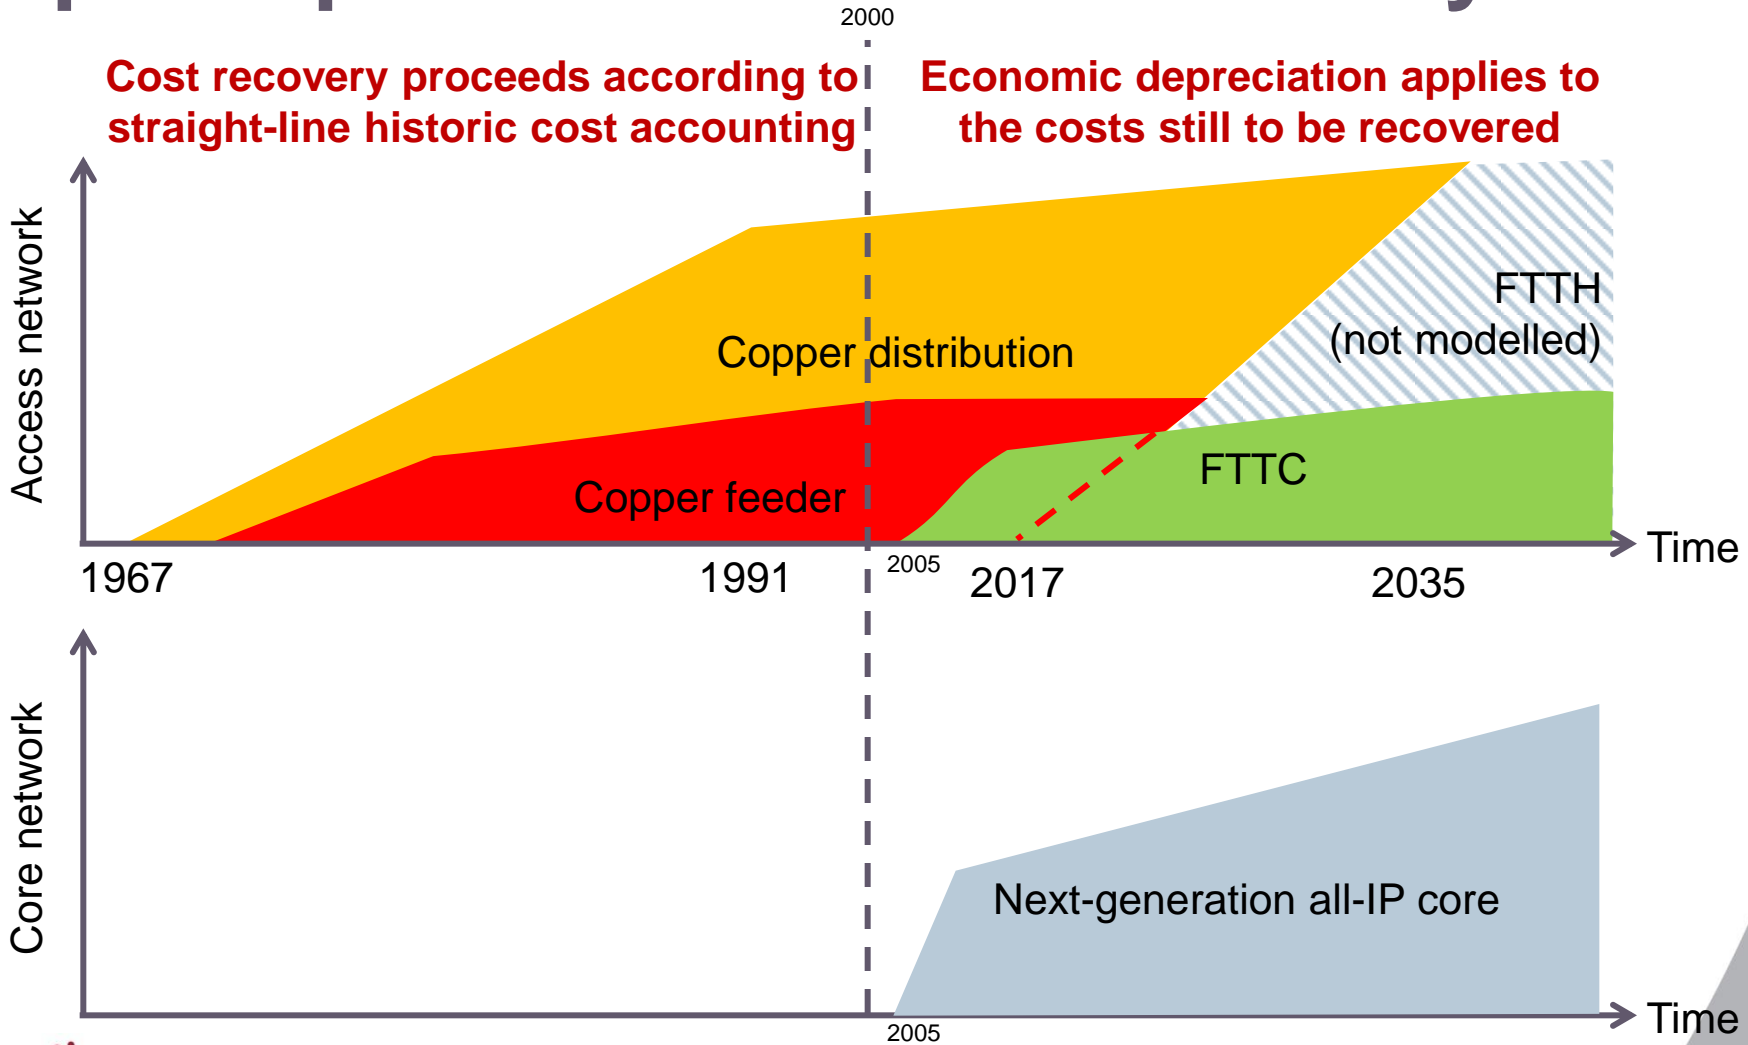 2000
Cost recovery proceeds according to
straight-line historic cost accounting
Economic depreciation applies to
the costs still to be recovered
Access network
FTTH
(not modelled)
Copper distribution
FTTC
Copper feeder
Time
1967
1991
2005
2017
2035
Core network
Next-generation all-IP core
Time
2005